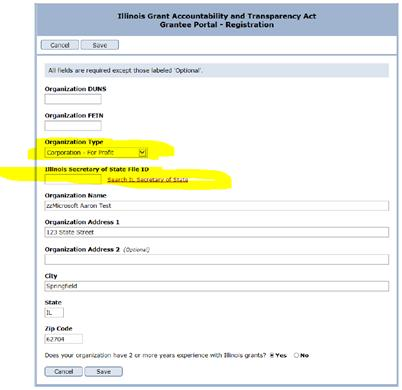 Illinois Grant Accountability and Transparency Act
Grantee Portal - Registration
Cancel Save
All fields are required except those labeled 'Optional'.
Organization DUNS
Organization FEIN
Organization Type
Corporation - For Profit
Illinois Secretary of State File ID
Search IL Secretary of State
Organization Name
zzMicrosoft Aaron Test
Organization Address 1
123 State Street
Organization Address 2 (Optional)
City
Springfield
State
IL
Zip Code
62704
Does your organization have 2 or more years experience with Illinois grants? Yes No
Cancel Save